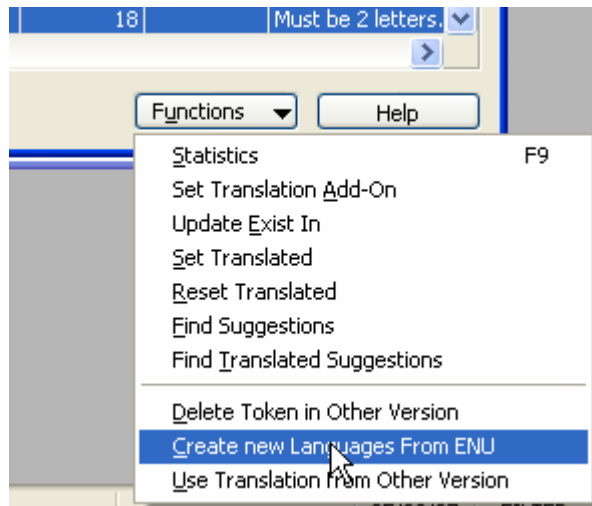 18 Must be 2 letters.
Functions Help
Statistics F9
Set Translation Add-On
Update Exist In
Set Translated
Reset Translated
Find Suggestions
Find Translated Suggestions
Delete Token in Other Version
Create new Languages From ENU
Use Translation from Other Version